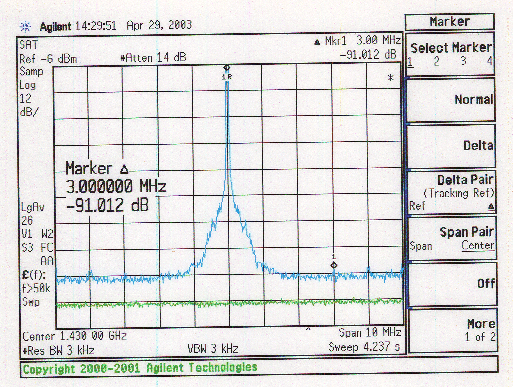 Agilent 14:29:51 Apr 29, 2003
Marker
SAT
▲ Mkr1 3.00 MHz
Ref -6 dBm
*Atten 14 dB
-91.012 dB
Samp
Log
12
dB/
1R
*
Marker ▵
3.000000 MHz
-91.012 dB
LgAv
26
V1 W2
S3 FC
AA
£(f):
f>50k
Swp
1
Center 1.430 00 GHz
Span 10 MHz
*Res BW 3 kHz
VBW 3 kHz
Sweep 4.237 s
Copyright 2000-2001 Agilent Technologies
Select Marker
1 2 3 4
Normal
Delta
Delta Pair
(Tracking Ref)
Ref ▲
Span Pair
Span Center
Off
More
1 of 2